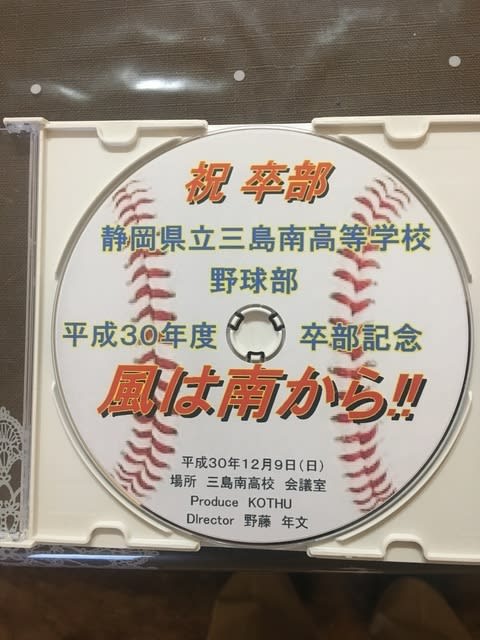 祝 卒部
静岡県立三島南高等学校
野球部
平成30年度 卒部記念
風は南から!!
平成30年12月9日(日)
場所 三島南高校 会議室
Produce KOTHU
DIrector 野藤 年文